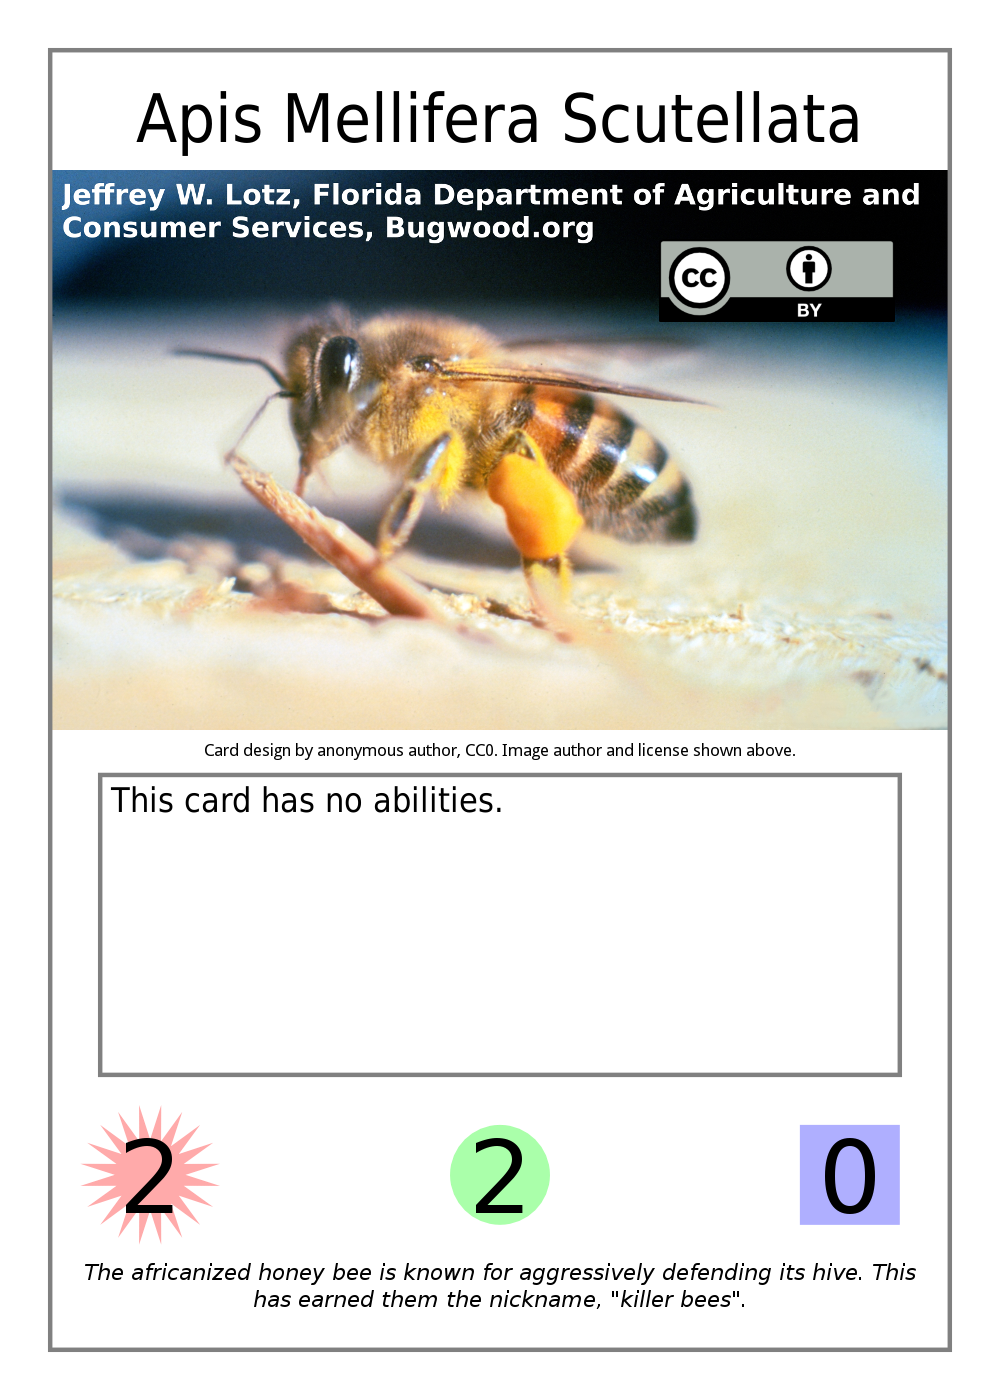 Apis Mellifera Scutellata
Jeffrey W. Lotz, Florida Department of Agriculture and
Consumer Services, Bugwood.org
CC
BY
Card design by anonymous author, CC0. Image author and license shown above.
This card has no abilities.
2
2
0
The africanized honey bee is known for aggressively defending its hive. This
has earned them the nickname, "killer bees".